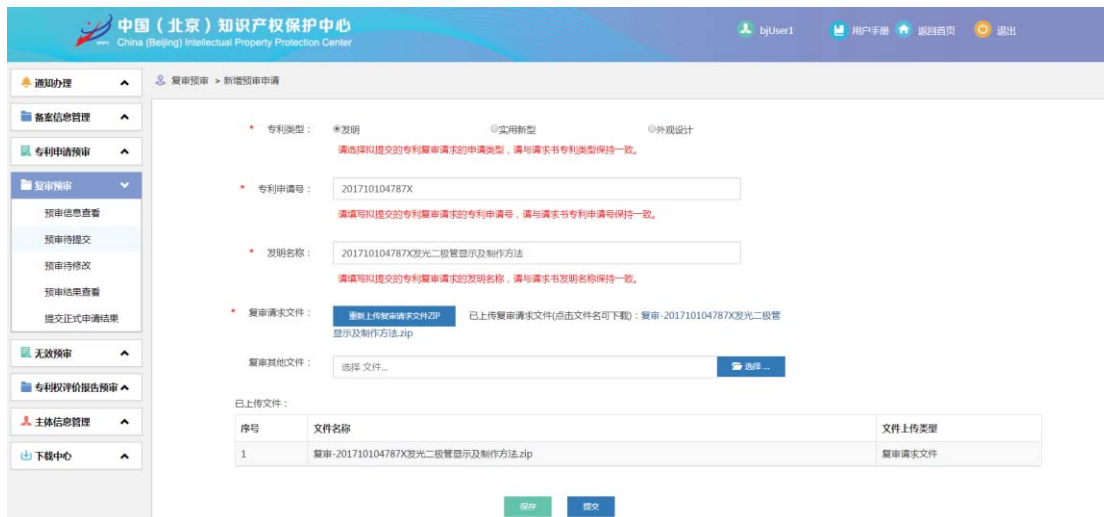 中国（北京）知识产权保护中心
China (Beijing) Intellectual Property Protection Center
bjUser1 用户手册 返回首页 退出
通知办理
备案信息管理
专利申请预审
复审预审
预审信息查看
预审待提交
预审待修改
预审结果查看
提交正式申请结果
无效预审
专利权评价报告预审
主体信息管理
下载中心
复审预审 > 新增预审申请
* 专利类型： 发明 实用新型 外观设计
请选择拟提交的专利复审请求的申请类型，请与请求书专利类型保持一致。
* 专利申请号： 201710104787X
请填写拟提交的专利复审请求的专利申请号，请与请求书专利申请号保持一致。
* 发明名称： 201710104787X发光二极管显示及制作方法
请填写拟提交的专利复审请求的发明名称，请与请求书发明名称保持一致。
* 复审请求文件： 重新上传复审请求文件ZIP 已上传复审请求文件(点击文件名可下载)：复审-201710104787X发光二极管
显示及制作方法.zip
复审其他文件： 选择 文件... 选择 ...
已上传文件：
序号 文件名称 文件上传类型
1 复审-201710104787X发光二极管显示及制作方法.zip 复审请求文件
保存 提交